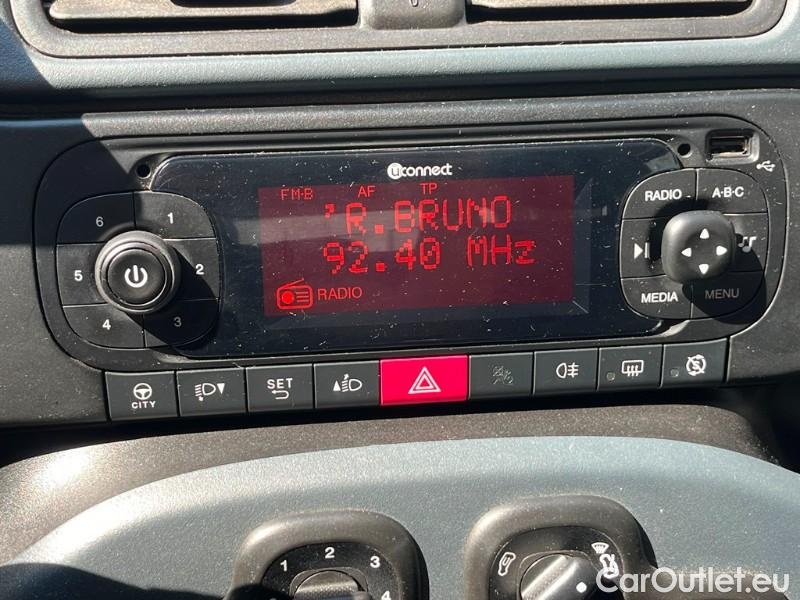 uconnect
FM-B AF TP
'R.BRUNO
92.40 MHz
RADIO
6 1
5 2
4 3
RADIO A·B·C
MEDIA MENU
CITY
SET
1 2 3 4
CarOutlet.eu